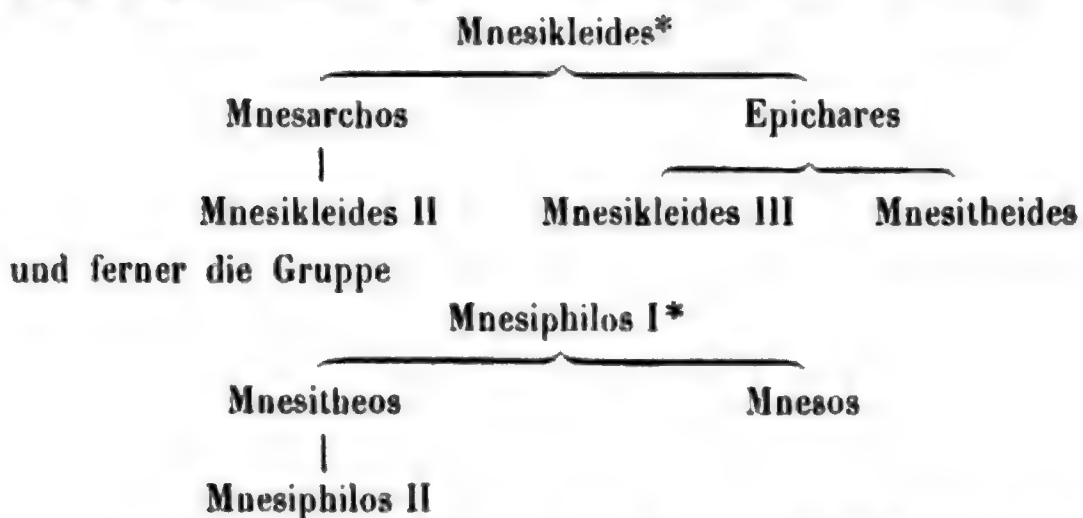 Mnesikleides*
Mnesarchos Epichares
Mnesikleides II Mnesikleides III Mnesitheides
und ferner die Gruppe
Mnesiphilos I*
Mnesitheos Mnesos
Mnesiphilos II